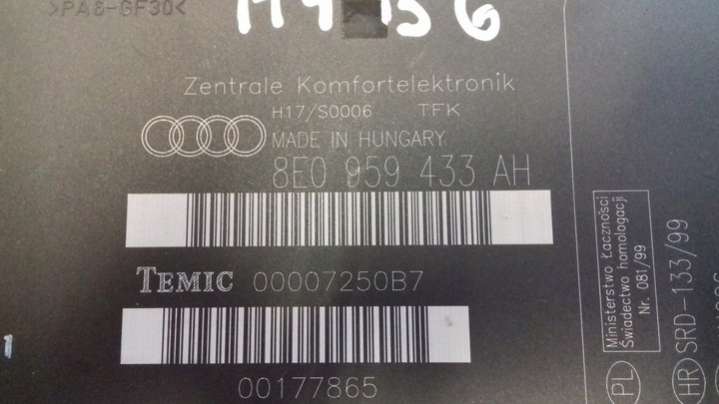 >PA6-GF30<
Zentrale Komfortelektronik
H17/S0006 TFK
MADE IN HUNGARY
8E0 959 433 AH
TEMIC 00007250B7
00177865
Ministerstwo Łączności
Świadectwo homologacji
Nr. 081/99
PL
HR SRD-133/99